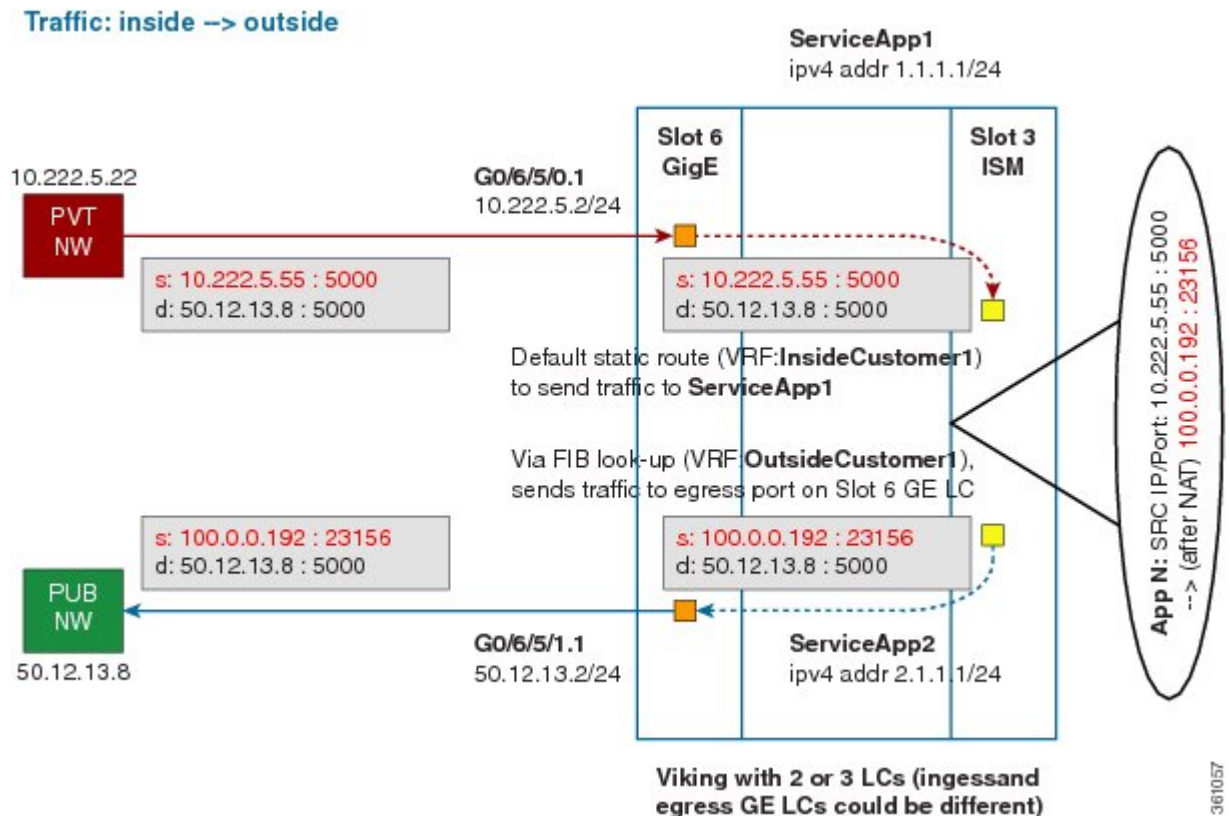 Traffic: inside --> outside
ServiceApp1
ipv4 addr 1.1.1.1/24
Slot 6
GigE
Slot 3
ISM
10.222.5.22
PVT
NW
G0/6/5/0.1
10.222.5.2/24
s: 10.222.5.55 : 5000
d: 50.12.13.8 : 5000
s: 10.222.5.55 : 5000
d: 50.12.13.8 : 5000
Default static route (VRF:InsideCustomer1)
to send traffic to ServiceApp1
Via FIB look-up (VRF:OutsideCustomer1),
sends traffic to egress port on Slot 6 GE LC
s: 100.0.0.192 : 23156
d: 50.12.13.8 : 5000
s: 100.0.0.192 : 23156
d: 50.12.13.8 : 5000
PUB
NW
50.12.13.8
G0/6/5/1.1
50.12.13.2/24
ServiceApp2
ipv4 addr 2.1.1.1/24
App N: SRC IP/Port: 10.222.5.55 : 5000
--> (after NAT) 100.0.0.192 : 23156
Viking with 2 or 3 LCs (ingessand
egress GE LCs could be different)
361057